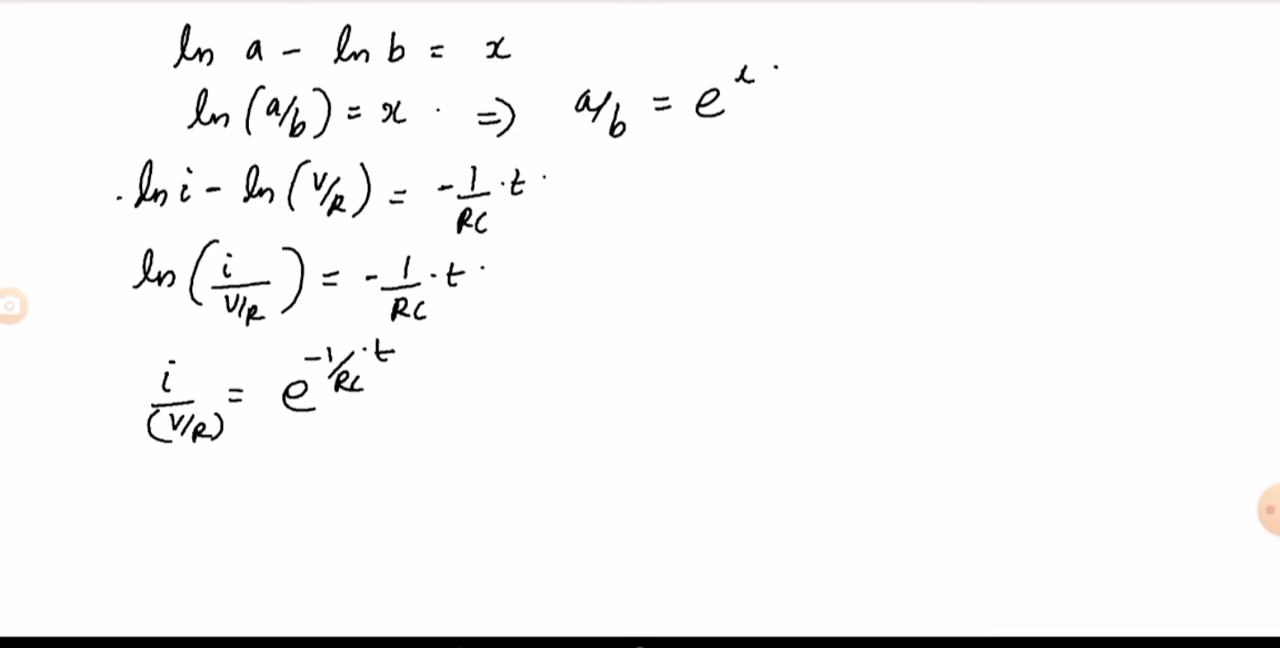 ln a - ln b = x
ln (a/b) = x · => a/b = e^x ·
· ln i - ln (V/R) = - 1/RC · t ·
ln (i/(V/R)) = - 1/RC · t ·
i/(V/R) = e^(-1/RC · t)